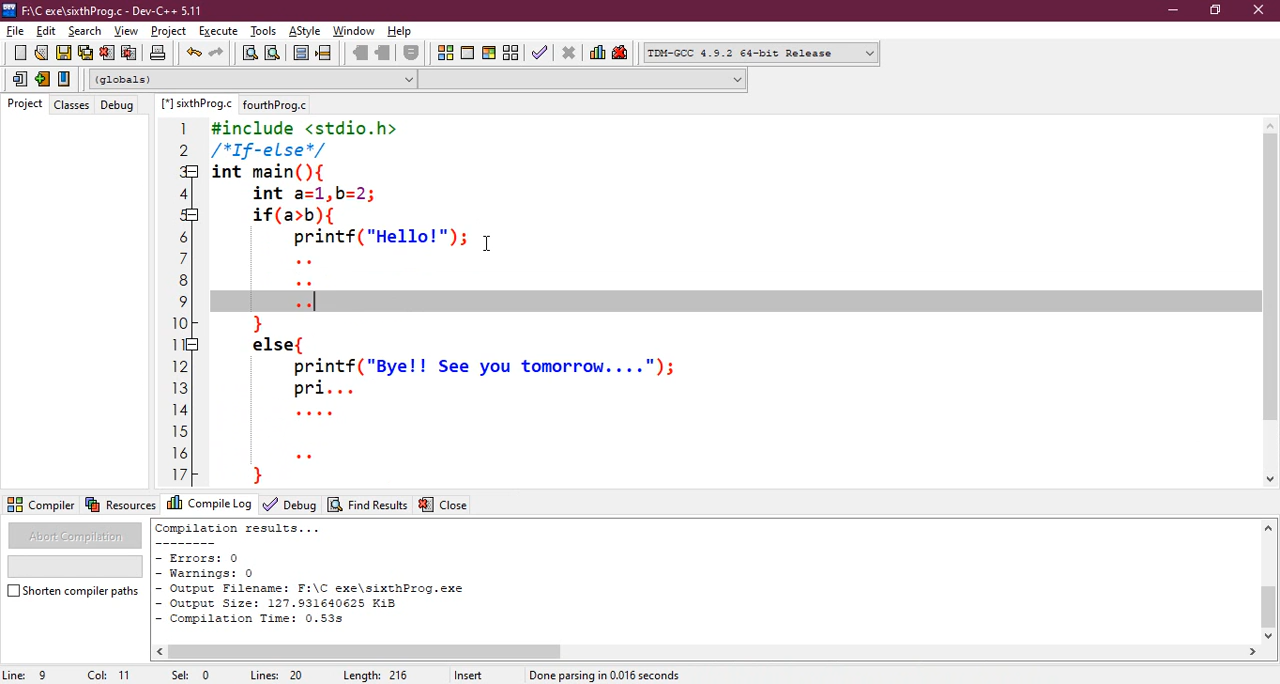 F:\C exe\sixthProg.c - Dev-C++ 5.11
File Edit Search View Project Execute Tools AStyle Window Help
TDM-GCC 4.9.2 64-bit Release
(globals)
Project Classes Debug [*] sixthProg.c fourthProg.c
1 #include <stdio.h>
2 /*If-else*/
3 int main(){
4 int a=1,b=2;
5 if(a>b){
6 printf("Hello!");
7 ..
8 ..
9 ..
10 }
11 else{
12 printf("Bye!! See you tomorrow....");
13 pri...
14 ....
15
16 ..
17 }
Compiler Resources Compile Log Debug Find Results Close
Abort Compilation
Shorten compiler paths
Compilation results...
--------
- Errors: 0
- Warnings: 0
- Output Filename: F:\C exe\sixthProg.exe
- Output Size: 127.931640625 KiB
- Compilation Time: 0.53s
Line: 9 Col: 11 Sel: 0 Lines: 20 Length: 216 Insert Done parsing in 0.016 seconds